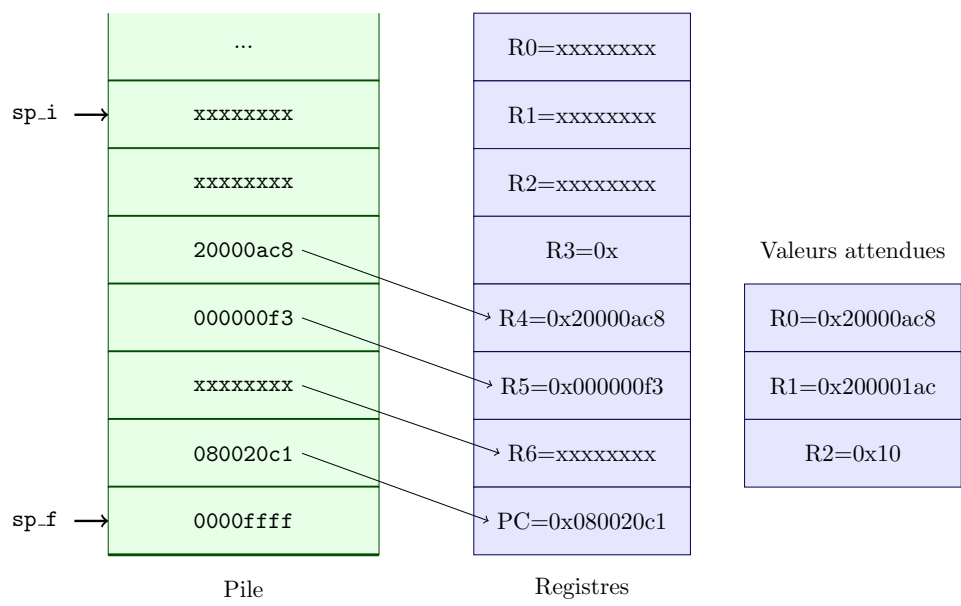 ...
R0=xxxxxxxx
sp_i
xxxxxxxx
R1=xxxxxxxx
xxxxxxxx
R2=xxxxxxxx
20000ac8
R3=0x
Valeurs attendues
000000f3
R4=0x20000ac8
R0=0x20000ac8
xxxxxxxx
R5=0x000000f3
R1=0x200001ac
080020c1
R6=xxxxxxxx
R2=0x10
sp_f
0000ffff
PC=0x080020c1
Pile
Registres